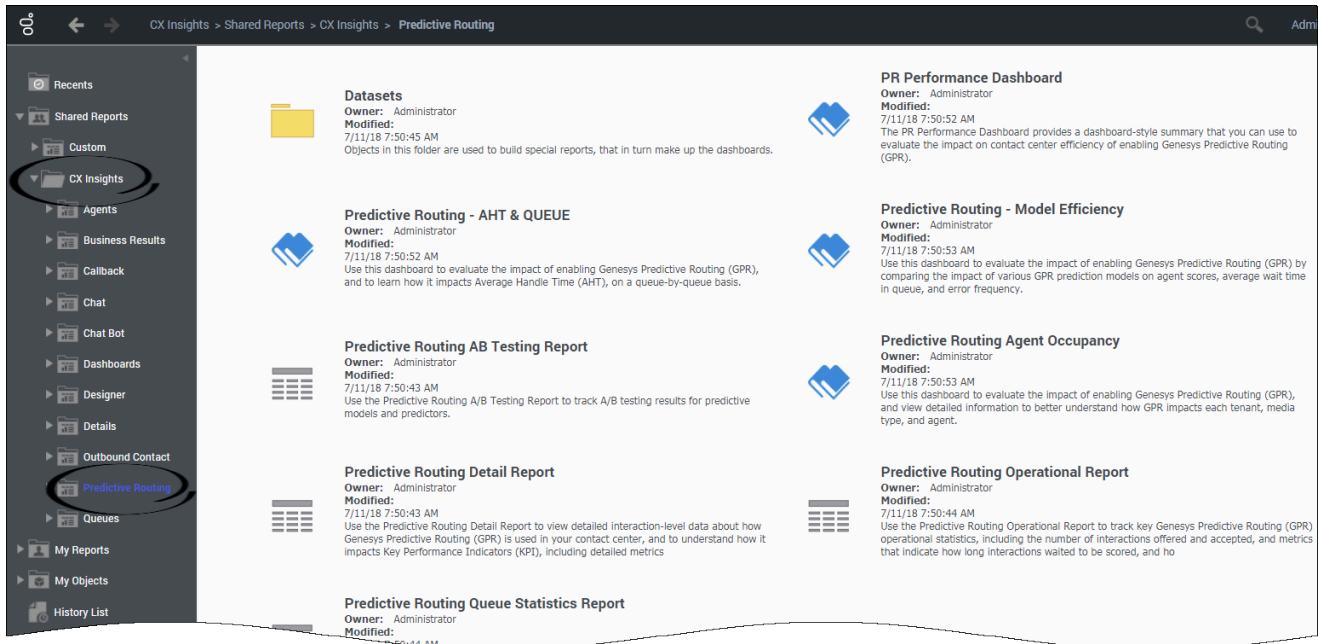 CX Insights > Shared Reports > CX Insights > Predictive Routing
Recents
Shared Reports
Custom
CX Insights
Agents
Business Results
Callback
Chat
Chat Bot
Dashboards
Designer
Details
Outbound Contact
Predictive Routing
Queues
My Reports
My Objects
History List
Datasets
Owner: Administrator
Modified:
7/11/18 7:50:45 AM
Objects in this folder are used to build special reports, that in turn make up the dashboards.
PR Performance Dashboard
Owner: Administrator
Modified:
7/11/18 7:50:52 AM
The PR Performance Dashboard provides a dashboard-style summary that you can use to
evaluate the impact on contact center efficiency of enabling Genesys Predictive Routing
(GPR).
Predictive Routing - AHT & QUEUE
Owner: Administrator
Modified:
7/11/18 7:50:52 AM
Use this dashboard to evaluate the impact of enabling Genesys Predictive Routing (GPR),
and to learn how it impacts Average Handle Time (AHT), on a queue-by-queue basis.
Predictive Routing - Model Efficiency
Owner: Administrator
Modified:
7/11/18 7:50:53 AM
Use this dashboard to evaluate the impact of enabling Genesys Predictive Routing (GPR) by
comparing the impact of various GPR prediction models on agent scores, average wait time
in queue, and error frequency.
Predictive Routing AB Testing Report
Owner: Administrator
Modified:
7/11/18 7:50:43 AM
Use the Predictive Routing A/B Testing Report to track A/B testing results for predictive
models and predictors.
Predictive Routing Agent Occupancy
Owner: Administrator
Modified:
7/11/18 7:50:53 AM
Use this dashboard to evaluate the impact of enabling Genesys Predictive Routing (GPR),
and view detailed information to better understand how GPR impacts each tenant, media
type, and agent.
Predictive Routing Detail Report
Owner: Administrator
Modified:
7/11/18 7:50:43 AM
Use the Predictive Routing Detail Report to view detailed interaction-level data about how
Genesys Predictive Routing (GPR) is used in your contact center, and to understand how it
impacts Key Performance Indicators (KPI), including detailed metrics
Predictive Routing Operational Report
Owner: Administrator
Modified:
7/11/18 7:50:44 AM
Use the Predictive Routing Operational Report to track key Genesys Predictive Routing (GPR)
operational statistics, including the number of interactions offered and accepted, and metrics
that indicate how long interactions waited to be scored, and ho
Predictive Routing Queue Statistics Report
Owner: Administrator
Modified: